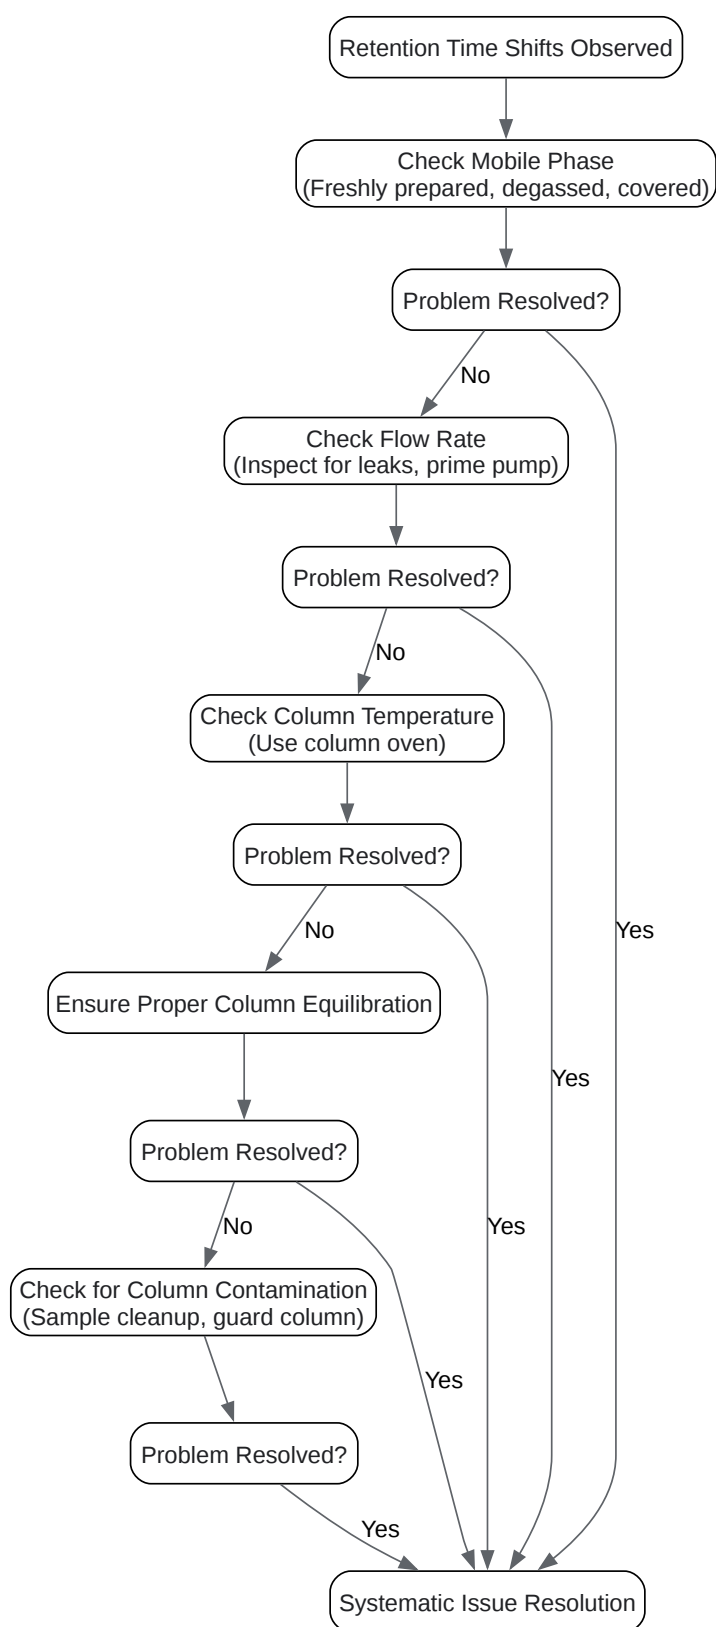 Retention Time Shifts Observed
Check Mobile Phase
(Freshly prepared, degassed, covered)
Problem Resolved?
No
Check Flow Rate
(Inspect for leaks, prime pump)
Problem Resolved?
No
Check Column Temperature
(Use column oven)
Problem Resolved?
No
Yes
Ensure Proper Column Equilibration
Yes
Problem Resolved?
No
Yes
Check for Column Contamination
(Sample cleanup, guard column)
Yes
Problem Resolved?
Yes
Systematic Issue Resolution